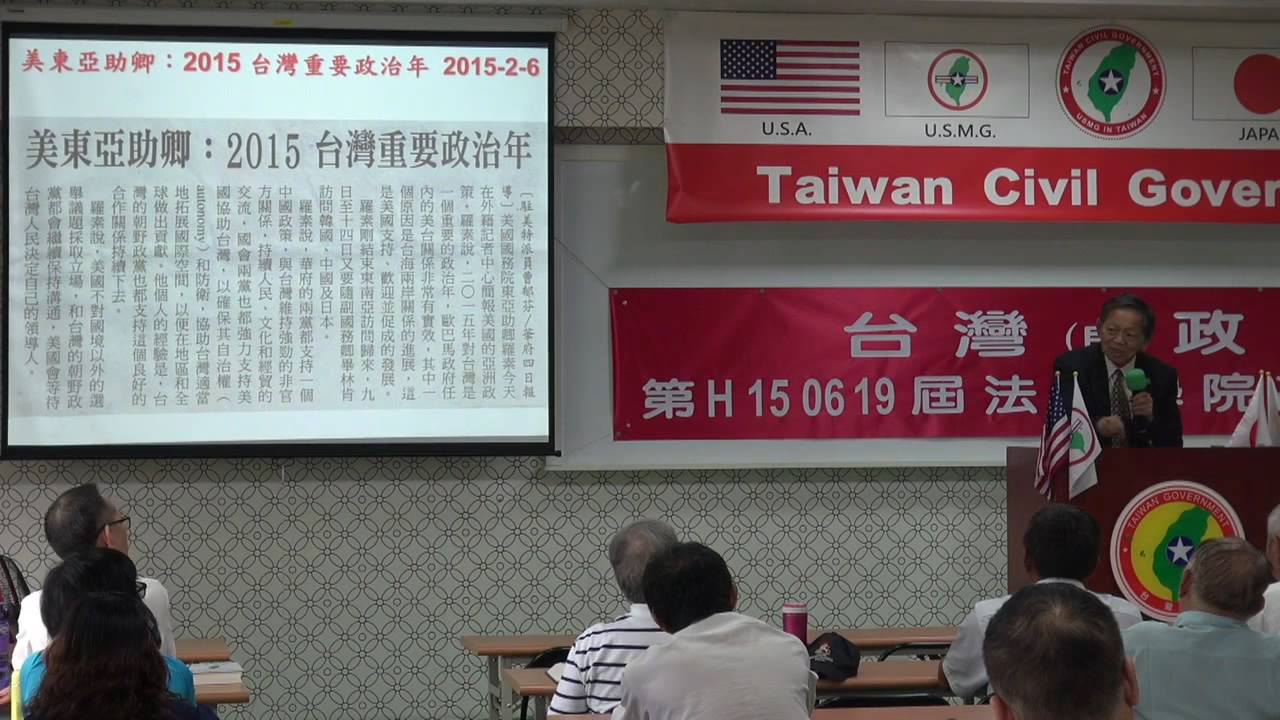 美東亞助卿：2015 台灣重要政治年 2015-2-6
美東亞助卿：2015 台灣重要政治年
〔駐美特派員曹郁芬／華府四日報
導〕美國國務院東亞助卿羅素今天
在外籍記者中心簡報美國的亞洲政
策。羅素說，二〇一五年對台灣是
一個重要的政治年，歐巴馬政府任
內的美台關係非常有實效，其中一
個原因是台海兩岸關係的進展，這
是美國支持、歡迎並促成的發展。
羅素剛結束東南亞訪問歸來，九
日至十四日又要隨副國務卿畢林肯
訪問韓國、中國及日本。
羅素說，華府的兩黨都支持一個
中國政策，與台灣維持強勁的非官
方關係，持續人民、文化和經貿的
交流，國會兩黨也都強力支持美
國協助台灣，以確保其自治權（
autonomy）和防衛，協助台灣適當
地拓展國際空間，以便在地區和全
球做出貢獻。他個人的經驗是，台
灣的朝野政黨也都支持這個良好的
合作關係持續下去。
羅素說，美國不對國境以外的選
舉議題採取立場，和台灣的朝野政
黨都會繼續保持溝通，美國會等待
台灣人民決定自己的領導人。
U.S.A.
U.S.M.G.
TAIWAN CIVIL GOVERNMENT
USMG IN TAIWAN
JAPA
Taiwan Civil Gover
台灣 政
第H 15 06 19 屆法 院
TAIWAN GOVERNMENT
台